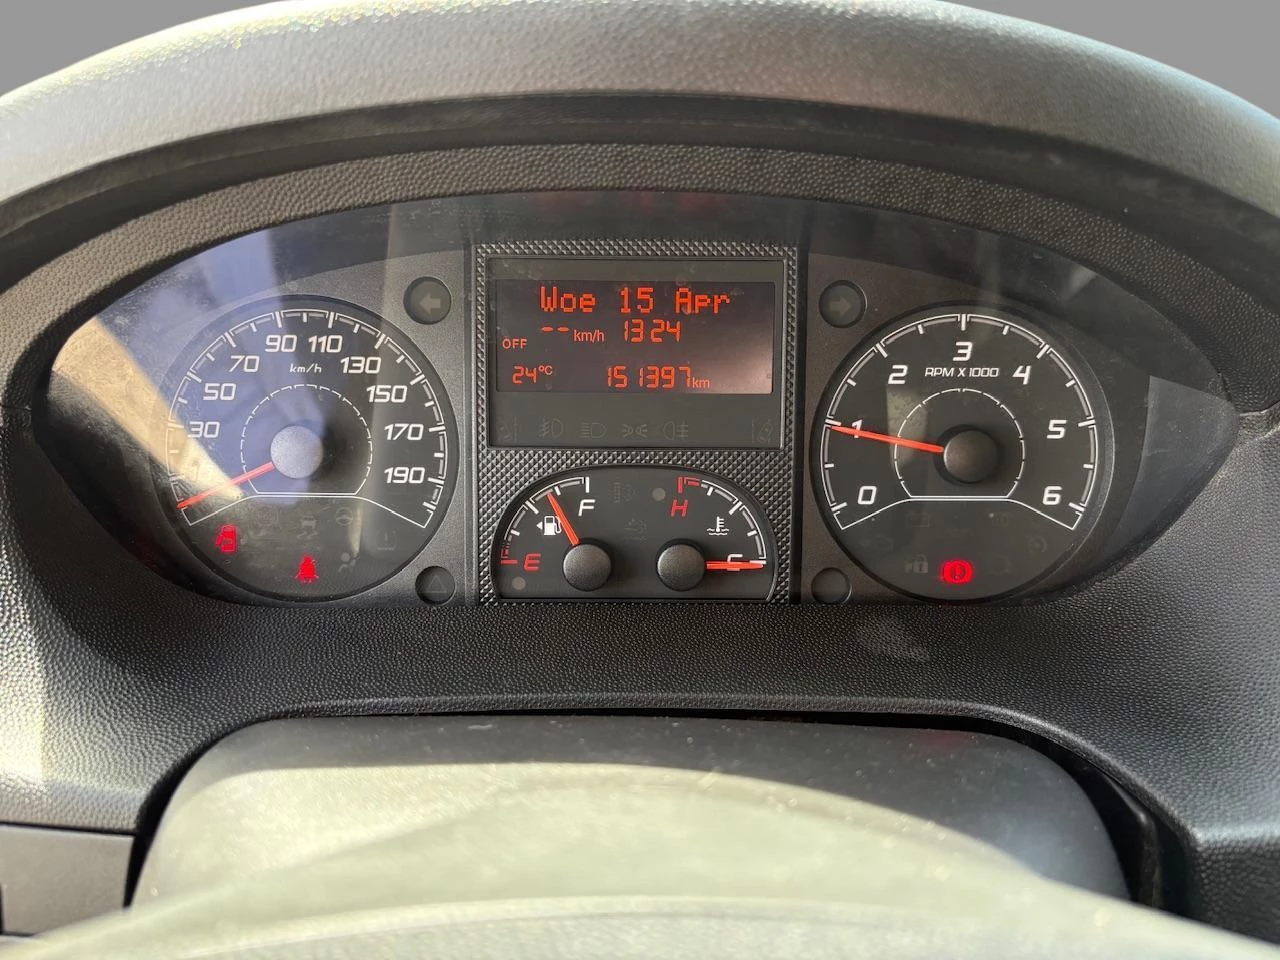 Woe 15 Apr
-- km/h 1324
OFF
24°C 151397km
10 30 50 70 90 110 130 150 170 190
km/h
0 1 2 3 4 5 6
RPM X 1000
E F
H C